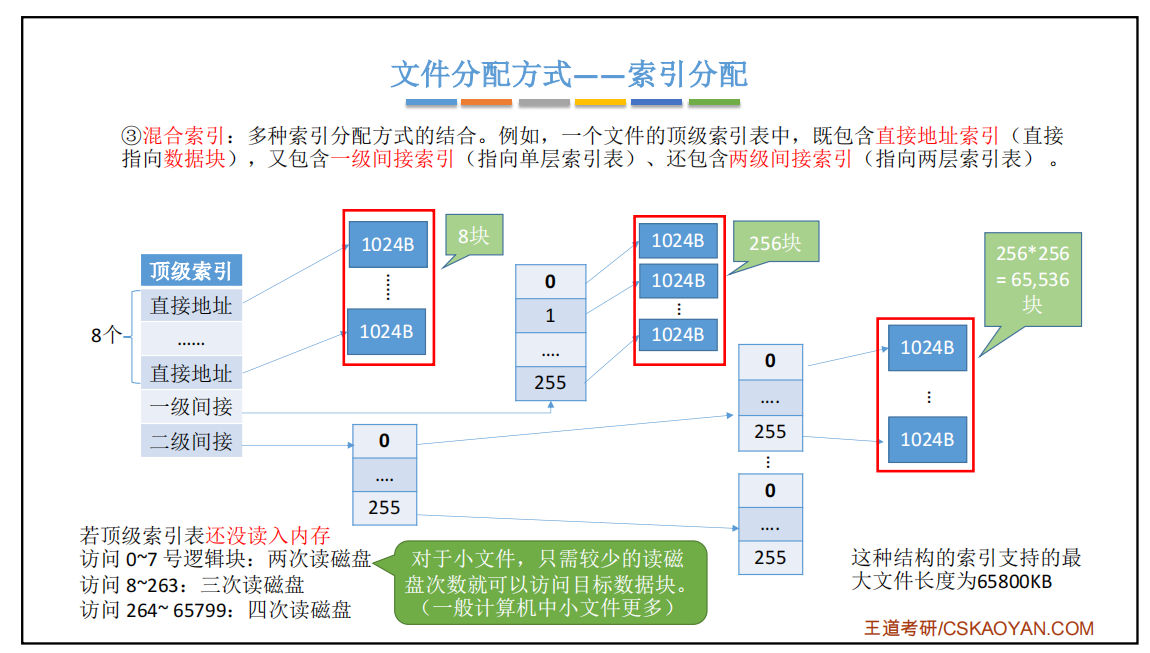 文件分配方式——索引分配
③混合索引：多种索引分配方式的结合。例如，一个文件的顶级索引表中，既包含直接地址索引（直接
指向数据块），又包含一级间接索引（指向单层索引表）、还包含两级间接索引（指向两层索引表）。
顶级索引
8个
直接地址
……
直接地址
一级间接
二级间接
1024B
……
1024B
8块
0
1
….
255
1024B
1024B
…
1024B
256块
0
….
255
0
….
255
…
0
….
255
1024B
…
1024B
256*256
= 65,536
块
若顶级索引表还没读入内存
访问 0~7 号逻辑块：两次读磁盘
访问 8~263：三次读磁盘
访问 264~ 65799：四次读磁盘
对于小文件，只需较少的读磁
盘次数就可以访问目标数据块。
（一般计算机中小文件更多）
这种结构的索引支持的最
大文件长度为65800KB
王道考研/CSKAOYAN.COM